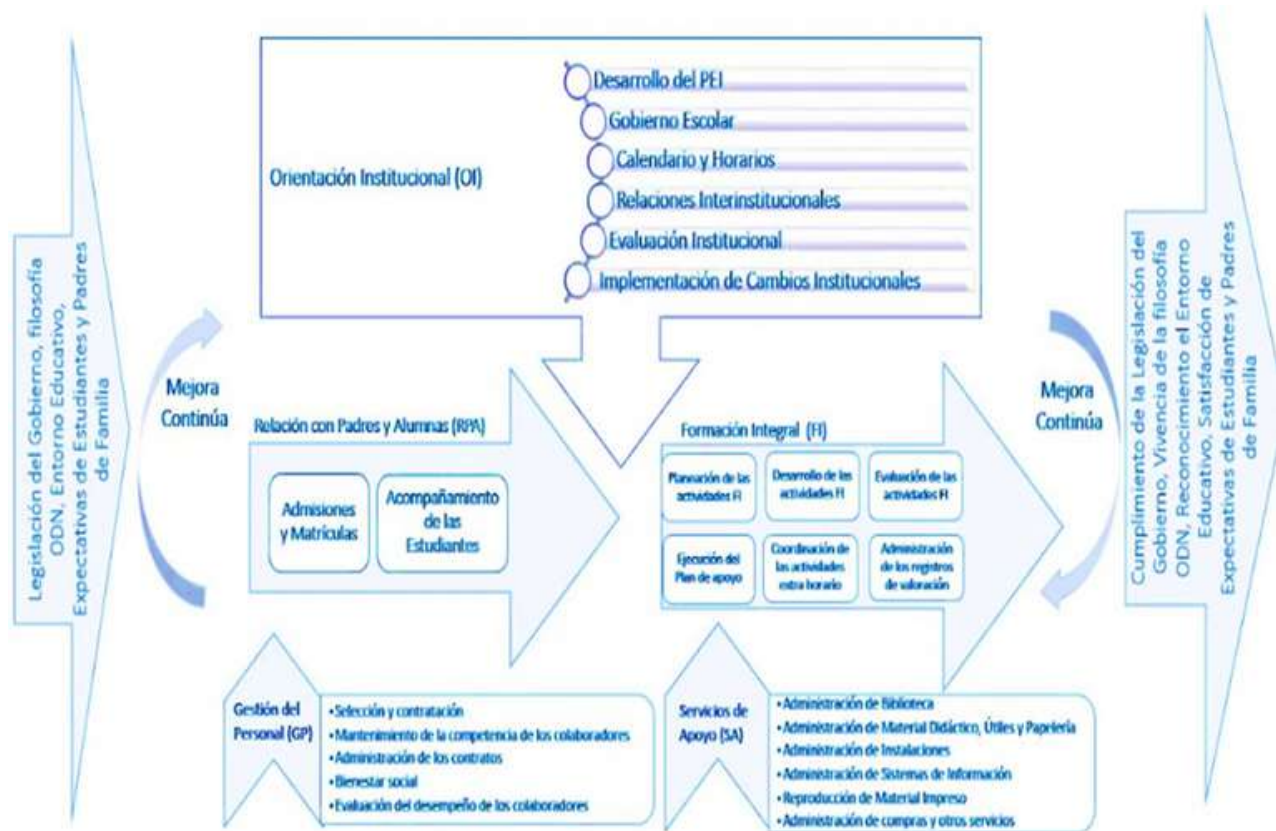 Legislación del Gobierno, filosofía
ODN, Entorno Educativo,
Expectativas de Estudiantes y Padres
de Familia
Mejora
Continúa
Orientación Institucional (OI)
Desarrollo del PEI
Gobierno Escolar
Calendario y Horarios
Relaciones Interinstitucionales
Evaluación Institucional
Implementación de Cambios Institucionales
Relación con Padres y Alumnas (RPA)
Admisiones
y Matrículas
Acompañamiento
de las
Estudiantes
Formación Integral (FI)
Planeación de las
actividades FI
Desarrollo de las
actividades FI
Evaluación de las
actividades FI
Ejecución del
Plan de apoyo
Coordinación de
las actividades
extra horario
Administración
de los registros
de valoración
Mejora
Continúa
Cumplimiento de la Legislación del
Gobierno, Vivencia de la filosofía
ODN, Reconocimiento el Entorno
Educativo, Satisfacción de
Expectativas de Estudiantes y Padres
de Familia
Gestión del
Personal (GP)
• Selección y contratación
• Mantenimiento de la competencia de los colaboradores
• Administración de los contratos
• Bienestar social
• Evaluación del desempeño de los colaboradores
Servicios de
Apoyo (SA)
• Administración de Biblioteca
• Administración de Material Didáctico, Útiles y Papelería
• Administración de Instalaciones
• Administración de Sistemas de Información
• Reproducción de Material Impreso
• Administración de compras y otros servicios